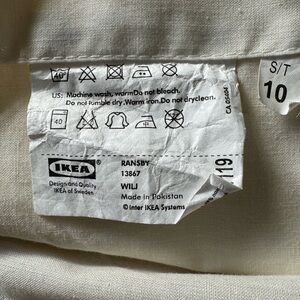 40
US: Machine wash, warm Do not bleach.
Do not tumble dry. Warm iron. Do not dryclean.
40
CA 05404
S/T
10
IKEA®
Design and Quality
IKEA of Sweden
RANSBY
13867
WILJ
Made in Pakistan
© Inter IKEA Systems
119